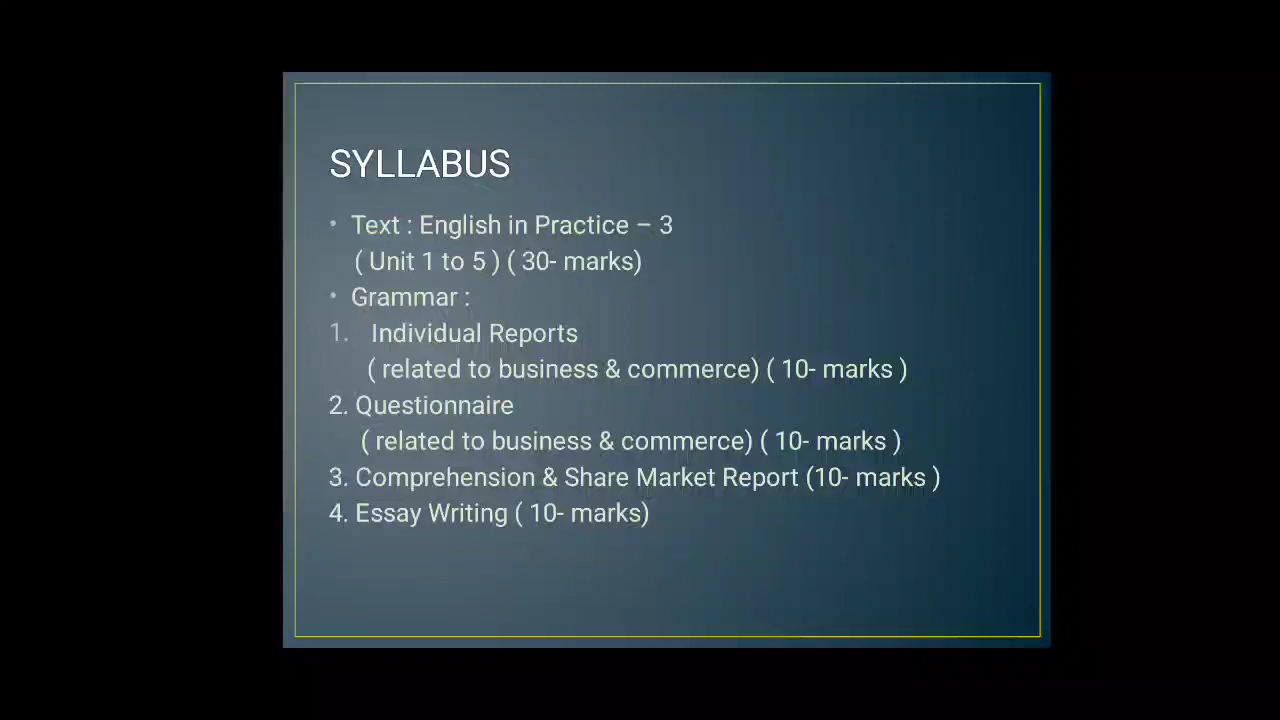 SYLLABUS
• Text : English in Practice – 3
( Unit 1 to 5 ) ( 30- marks)
• Grammar :
1. Individual Reports
( related to business & commerce) ( 10- marks )
2. Questionnaire
( related to business & commerce) ( 10- marks )
3. Comprehension & Share Market Report (10- marks )
4. Essay Writing ( 10- marks)